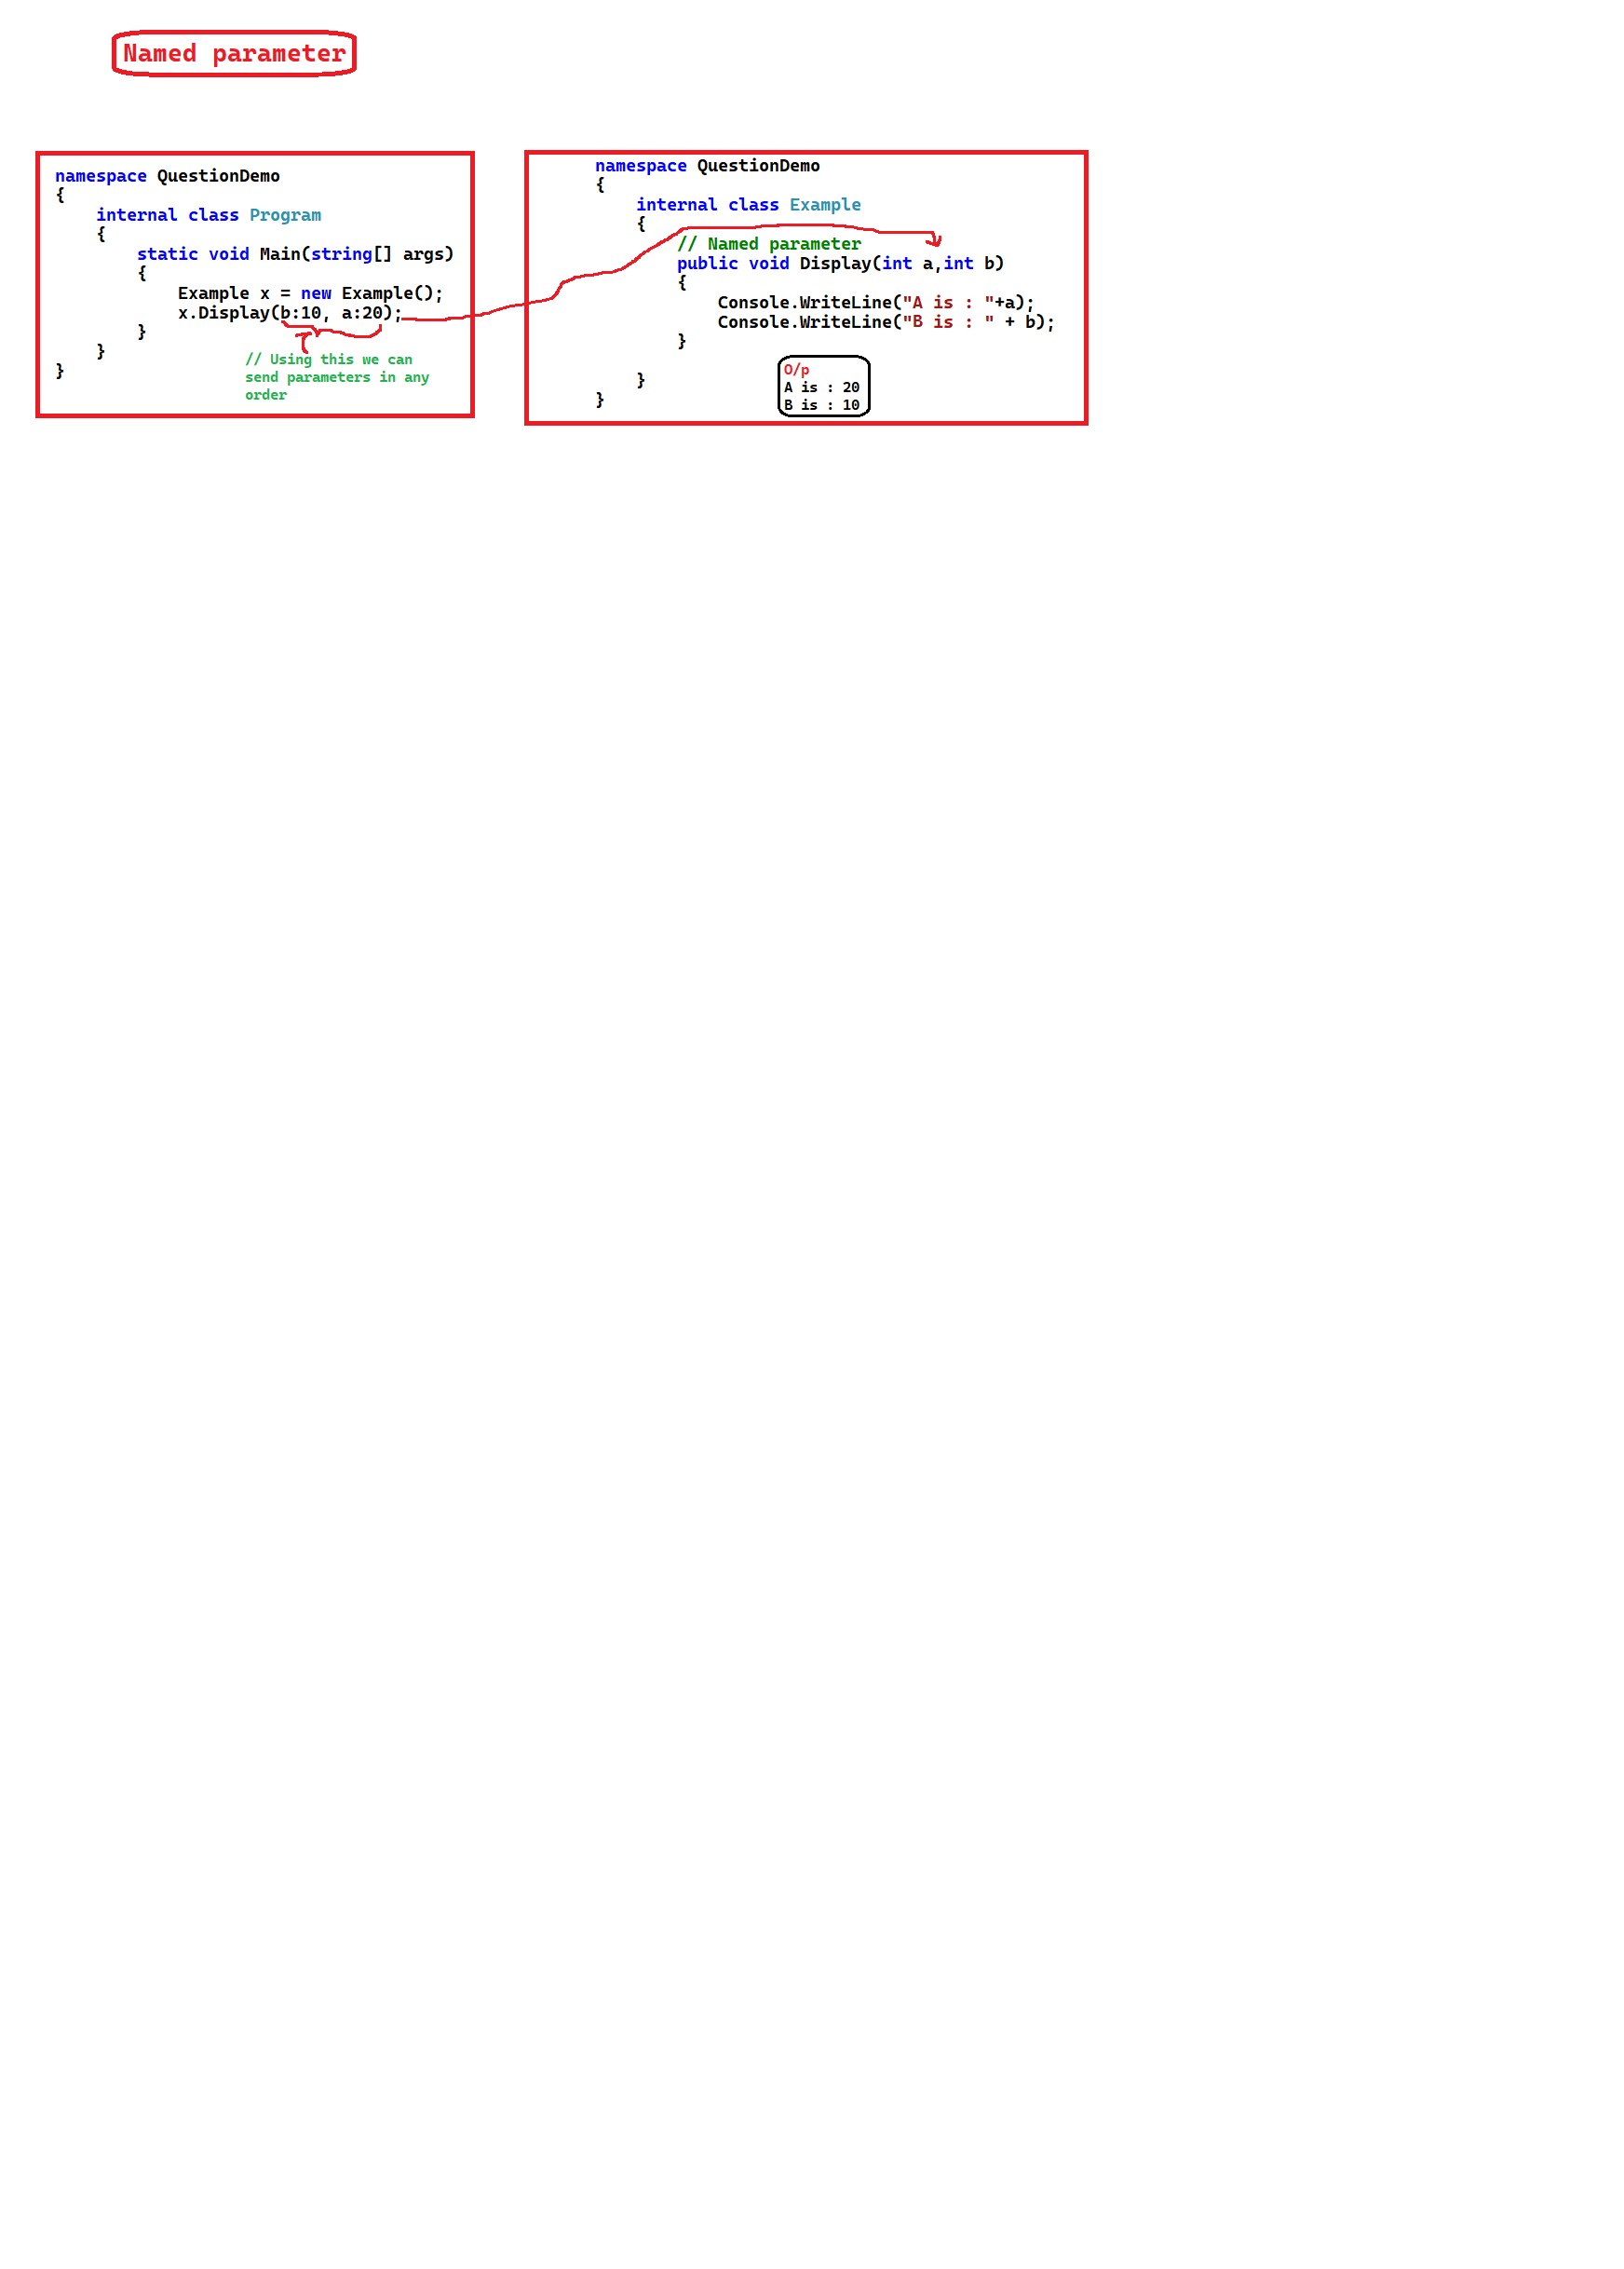 Named parameter
namespace QuestionDemo
{
internal class Program
{
static void Main(string[] args)
{
Example x = new Example();
x.Display(b:10, a:20);
}
}
}
// Using this we can
send parameters in any
order
namespace QuestionDemo
{
internal class Example
{
// Named parameter
public void Display(int a,int b)
{
Console.WriteLine("A is : "+a);
Console.WriteLine("B is : " + b);
}
}
}
O/p
A is : 20
B is : 10